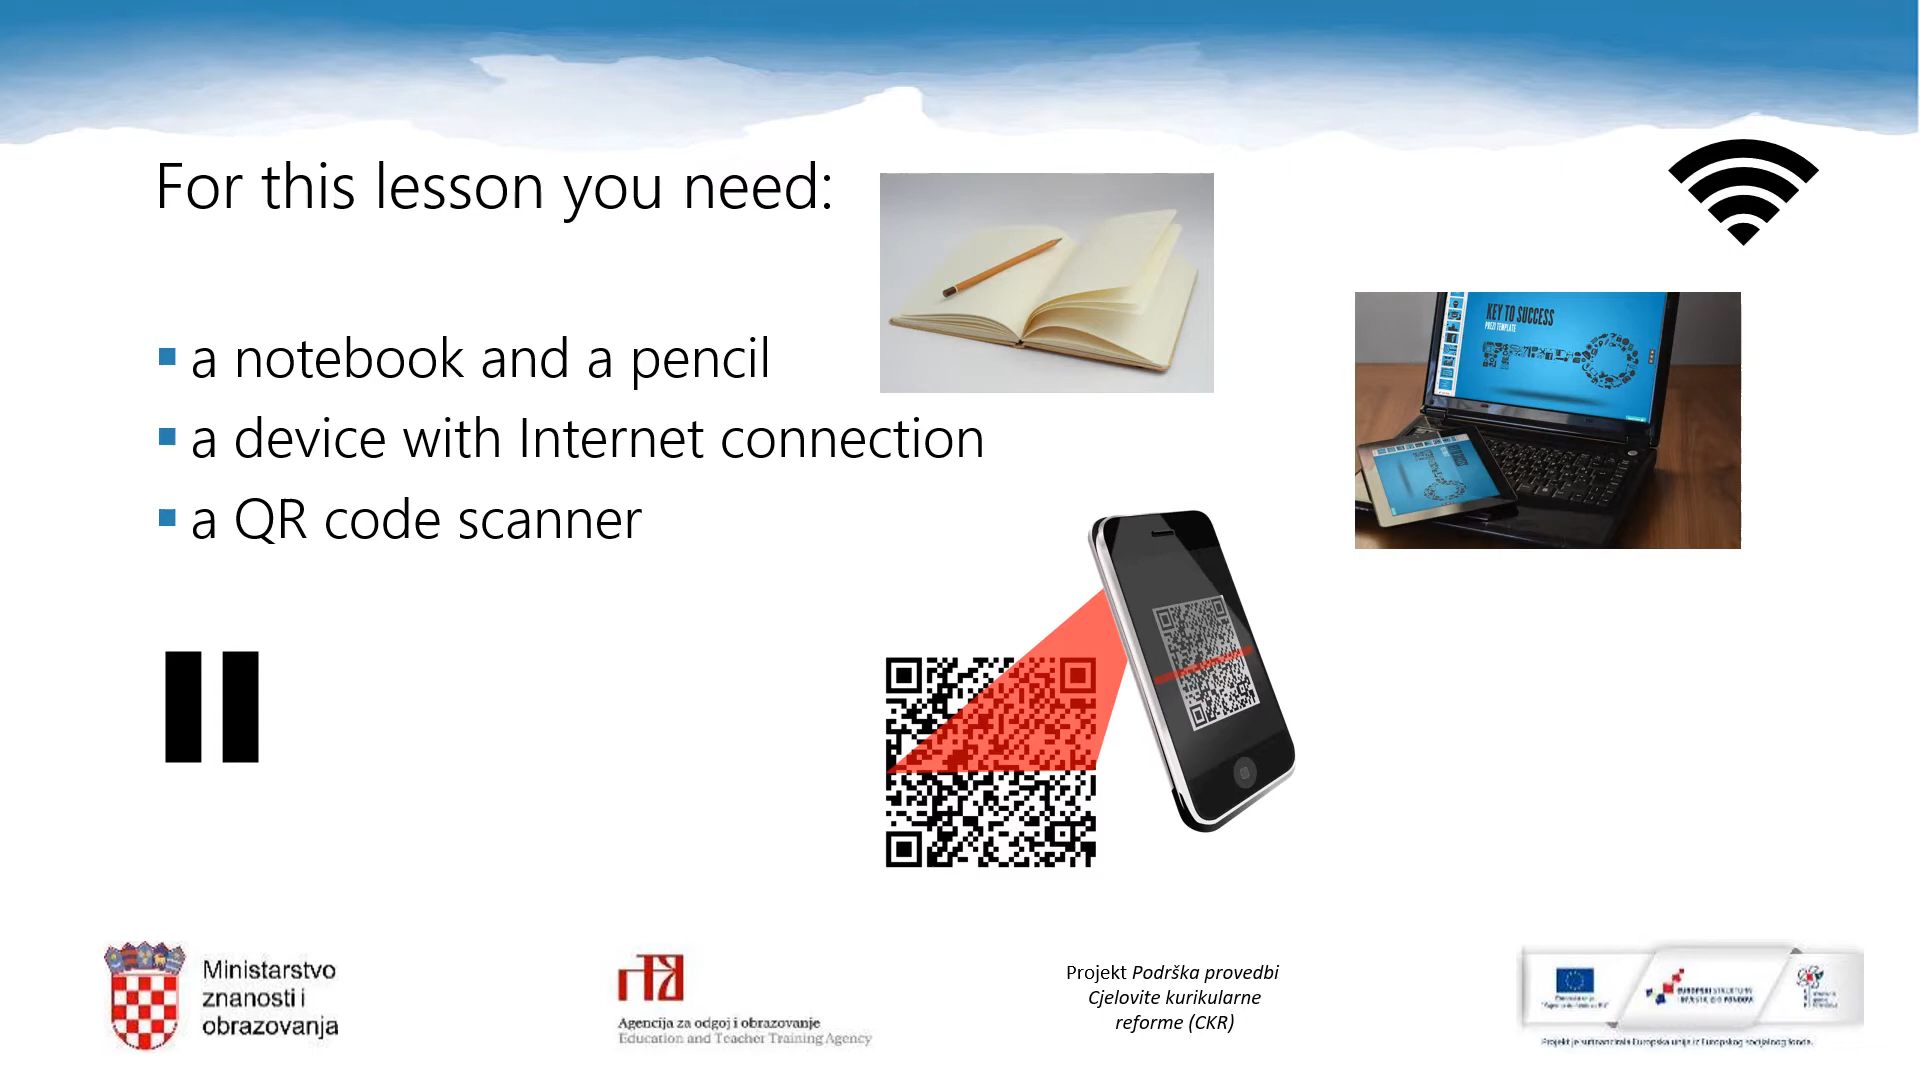 For this lesson you need:
a notebook and a pencil
a device with Internet connection
a QR code scanner
KEY TO SUCCESS
PREZI TEMPLATE
Ministarstvo
znanosti i
obrazovanja
Agencija za odgoj i obrazovanje
Education and Teacher Training Agency
Projekt Podrška provedbi
Cjelovite kurikularne
reforme (CKR)
EUROPSKI STRUKTURNI
I INVESTICIJSKI FONDOVI
Projekt je sufinancirala Europska unija iz Europskog socijalnog fonda.